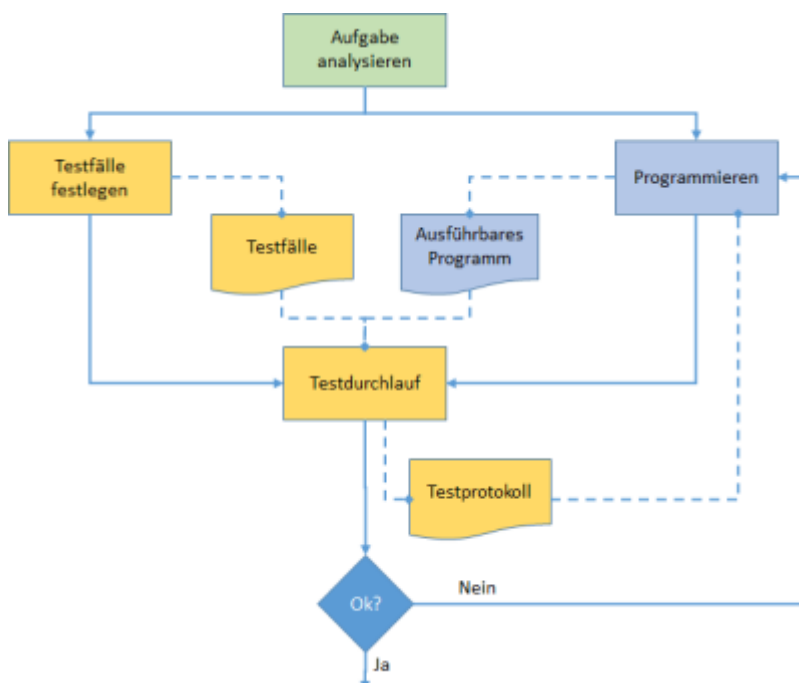 Aufgabe
analysieren
Testfälle
festlegen
Programmieren
Testfälle
Ausführbares
Programm
Testdurchlauf
Testprotokoll
Ok?
Nein
Ja